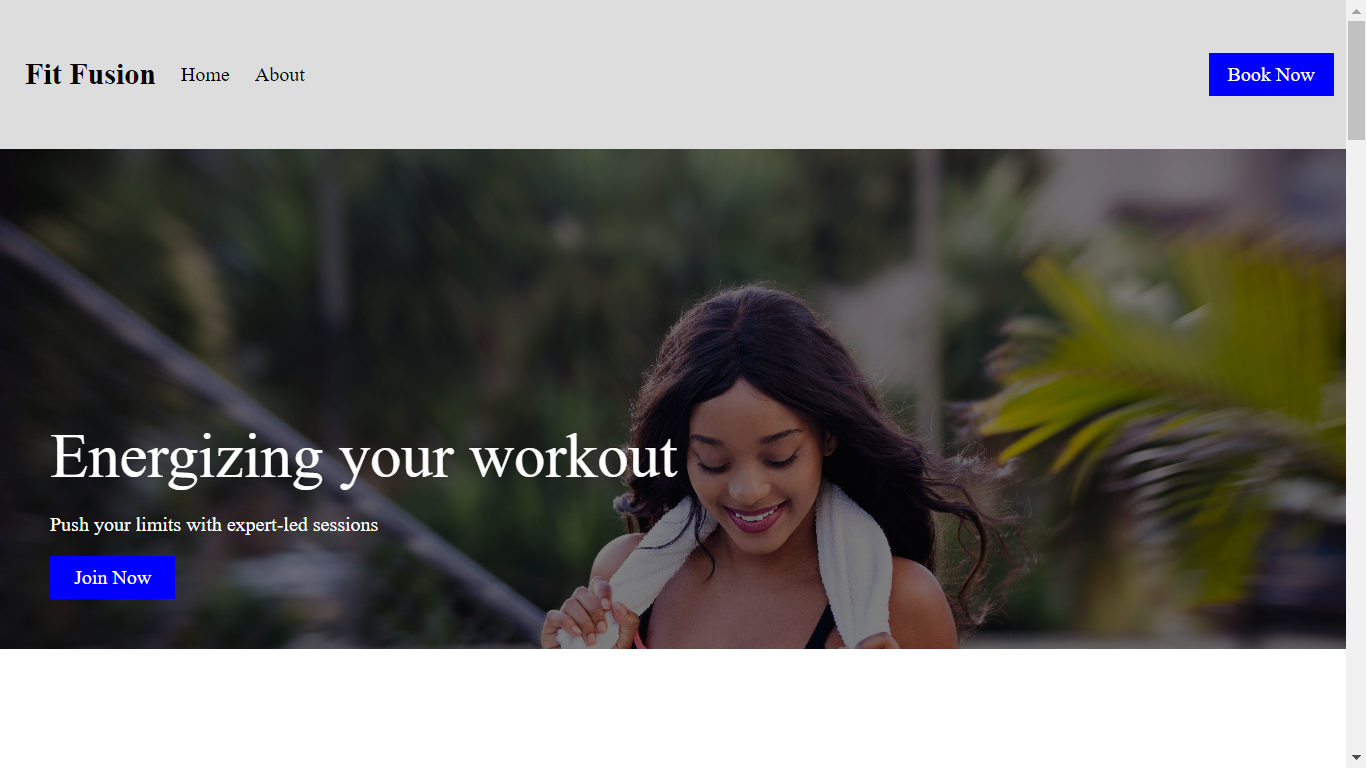 Fit Fusion Home About Book Now
Energizing your workout
Push your limits with expert-led sessions
Join Now